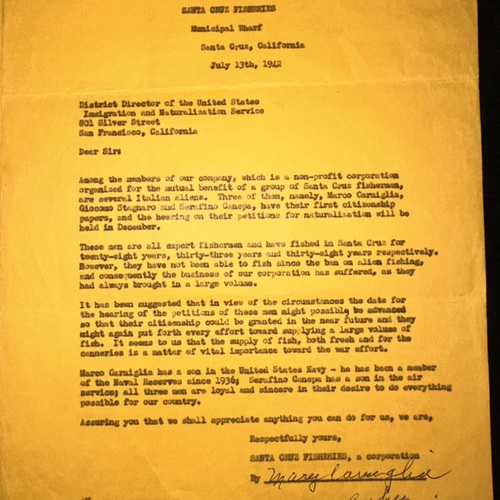 SANTA CRUZ FISHERIES
Municipal Wharf
Santa Cruz, California
July 13th, 1942
District Director of the United States
Immigration and Naturalization Service
801 Silver Street
San Francisco, California
Dear Sir:
Among the members of our company, which is a non-profit corporation
organized for the mutual benefit of a group of Santa Cruz fishermen,
are several Italian aliens. Three of them, namely, Marco Carniglia,
Giacomo Stagnaro and Serafino Canepa, have their first citizenship
papers, and the hearing on their petitions for naturalization will be
held in December.
These men are all expert fishermen and have fished in Santa Cruz for
twenty-eight years, thirty-three years and thirty-eight years respectively.
However, they have not been able to fish since the ban on alien fishing,
and consequently the business of our corporation has suffered, as they
had always brought in a large volume.
It has been suggested that in view of the circumstances the date for
the hearing of the petitions of these men might possible be advanced
so that their citizenship could be granted in the near future and they
might again put forth every effort toward supplying a large volume of
fish. It seems to us that the supply of fish, both fresh and for the
canneries is a matter of vital importance toward the war effort.
Marco Carniglia has a son in the United States Navy - he has been a member
of the Naval Reserves since 1936; Serafino Canepa has a son in the air
service; all three men are loyal and sincere in their desire to do everything
possible for our country.
Assuring you that we shall appreciate anything you can do for us, we are,
Respectfully yours,
SANTA CRUZ FISHERIES, a corporation
By Mary Carniglia